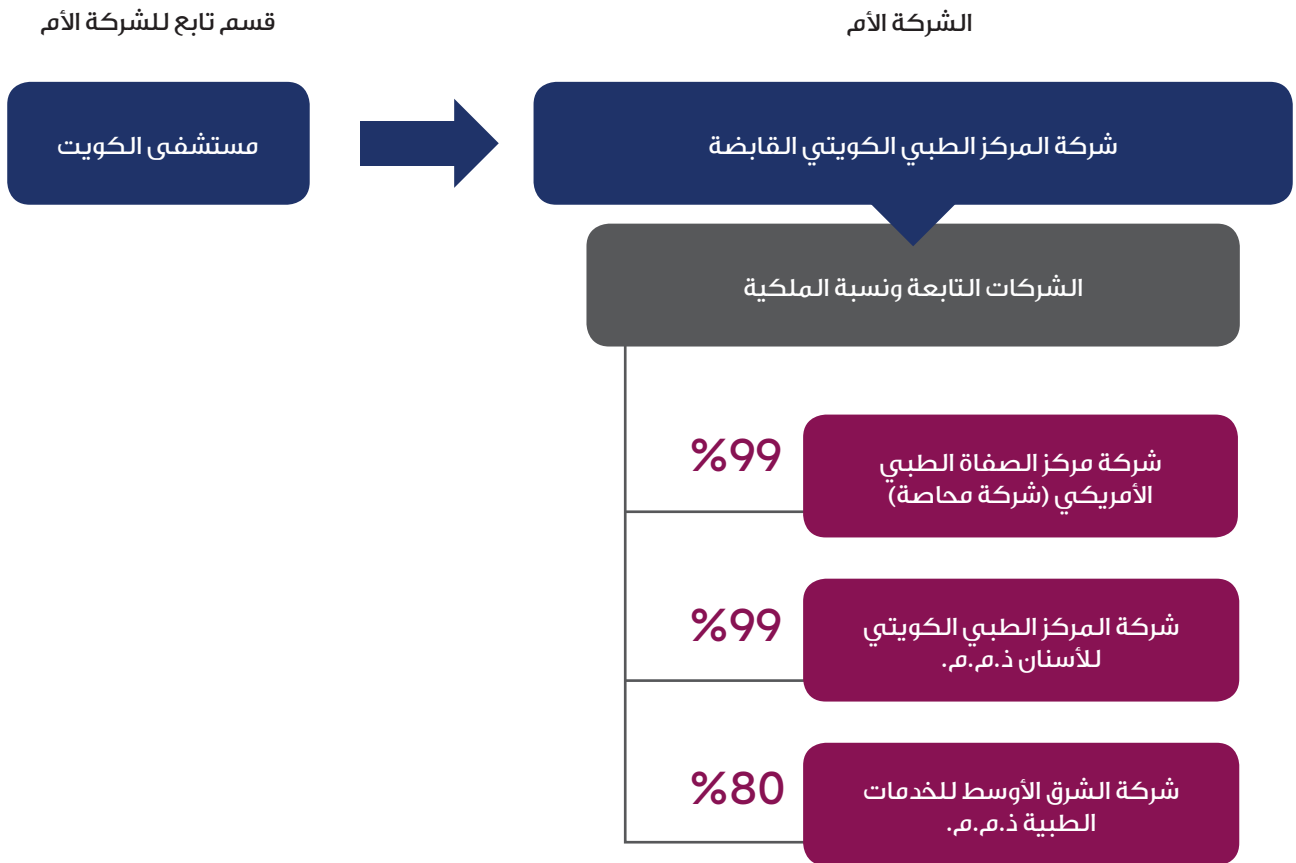 الشركة الأم
قسم تابع للشركة الأم
شركة المركز الطبي الكويتي القابضة
مستشفى الكويت
الشركات التابعة ونسبة الملكية
شركة مركز الصفاة الطبي
الأمريكي (شركة محاصة)
%99
شركة المركز الطبي الكويتي
للأسنان ذ.م.م.
%99
شركة الشرق الأوسط للخدمات
الطبية ذ.م.م.
%80